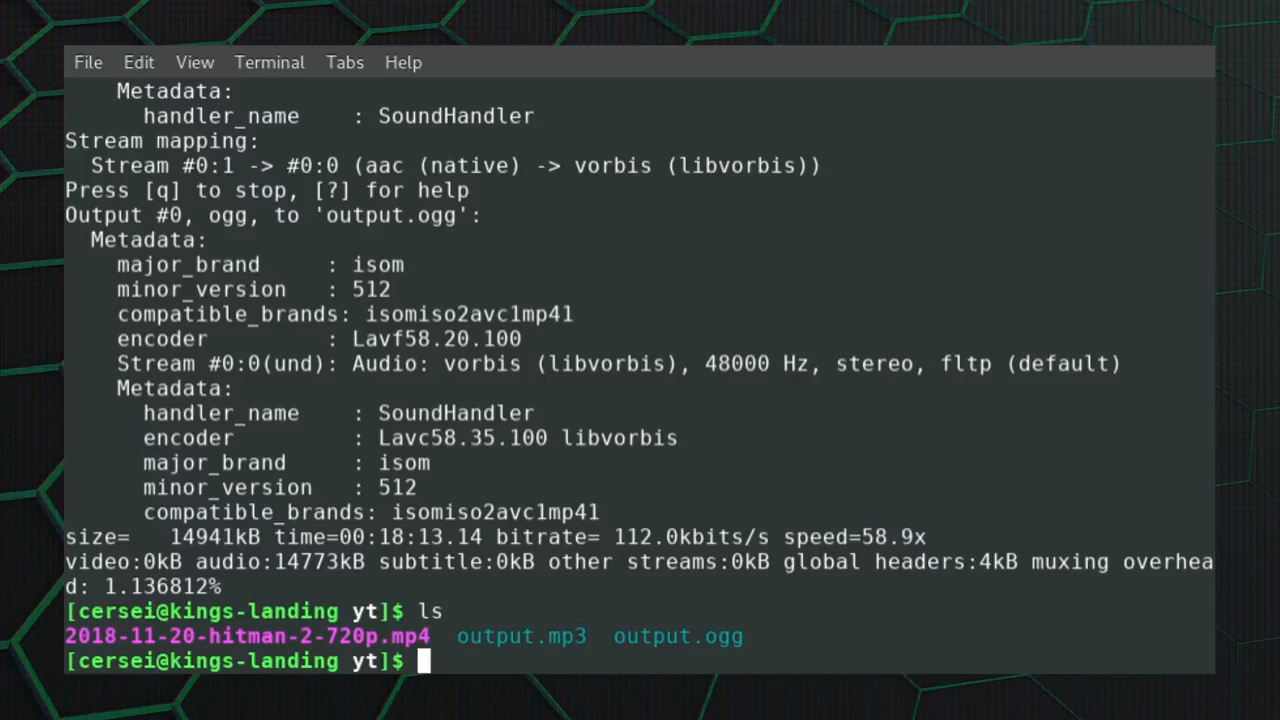 File Edit View Terminal Tabs Help
    Metadata:
      handler_name    : SoundHandler
Stream mapping:
  Stream #0:1 -> #0:0 (aac (native) -> vorbis (libvorbis))
Press [q] to stop, [?] for help
Output #0, ogg, to 'output.ogg':
  Metadata:
    major_brand     : isom
    minor_version   : 512
    compatible_brands: isomiso2avc1mp41
    encoder         : Lavf58.20.100
    Stream #0:0(und): Audio: vorbis (libvorbis), 48000 Hz, stereo, fltp (default)
    Metadata:
      handler_name    : SoundHandler
      encoder         : Lavc58.35.100 libvorbis
      major_brand     : isom
      minor_version   : 512
      compatible_brands: isomiso2avc1mp41
size=   14941kB time=00:18:13.14 bitrate= 112.0kbits/s speed=58.9x
video:0kB audio:14773kB subtitle:0kB other streams:0kB global headers:4kB muxing overhea
d: 1.136812%
[cersei@kings-landing yt]$ ls
2018-11-20-hitman-2-720p.mp4  output.mp3  output.ogg
[cersei@kings-landing yt]$